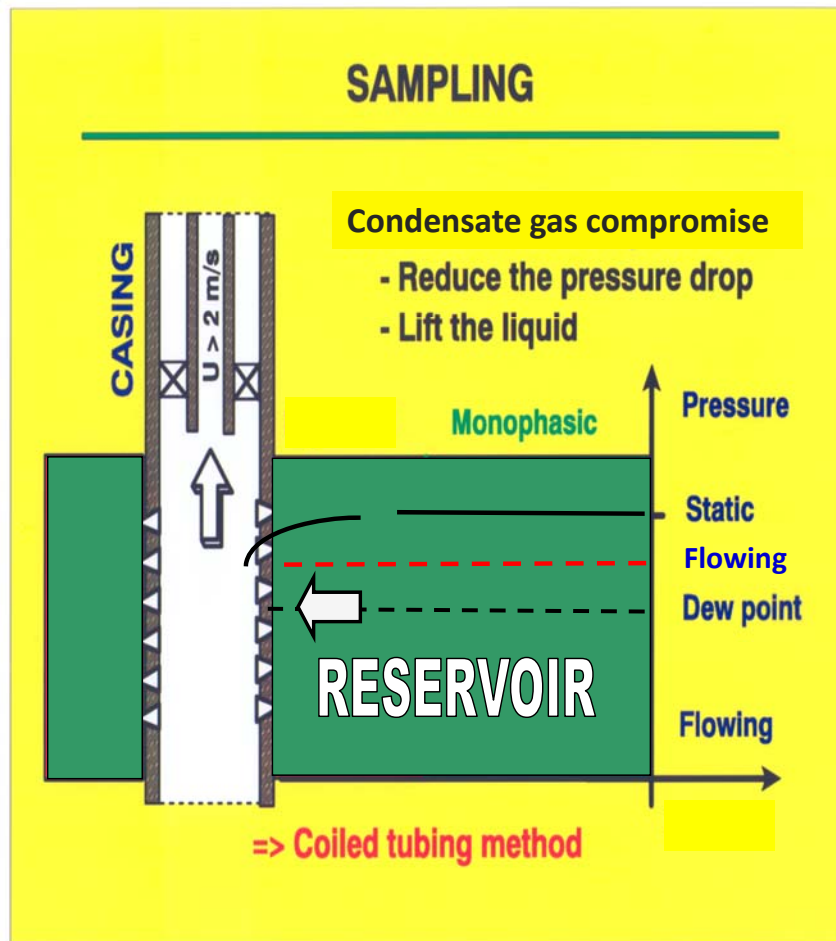 SAMPLING
Condensate gas compromise
- Reduce the pressure drop
- Lift the liquid
CASING
U > 2 m/s
Monophasic
Pressure
Static
Flowing
Dew point
RESERVOIR
Flowing
=> Coiled tubing method